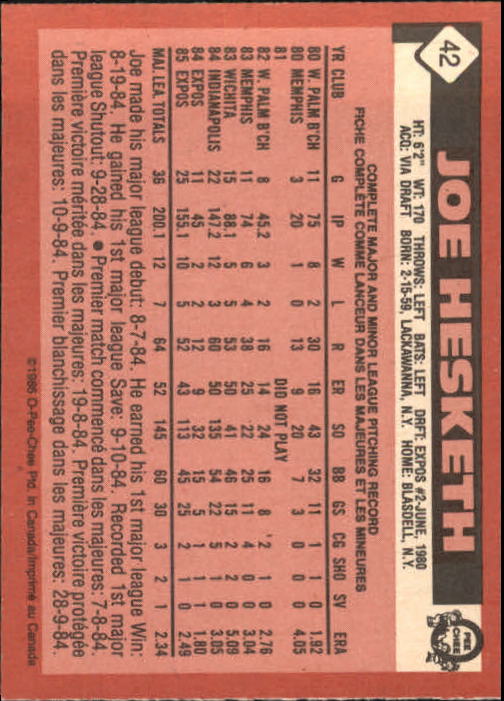 42
JOE HESKETH
O PEE CHEE
HT: 6'2" WT: 170 THROWS: LEFT BATS: LEFT DRFT: EXPOS #2-JUNE, 1980
ACQ: VIA DRAFT BORN: 2-15-59, LACKAWANNA, N.Y. HOME: BLASDELL, N.Y.
COMPLETE MAJOR AND MINOR LEAGUE PITCHING RECORD
FICHE COMPLÈTE COMME LANCEUR DANS LES MAJEURES ET LES MINEURES
YR CLUB G IP W L R ER SO BB GS CG SHO SV ERA
80 W. PALM B'CH 11 75 8 2 30 16 43 32 11 1 1 0 1.92
80 MEMPHIS 3 20 1 0 13 9 20 7 3 0 0 0 4.05
81 DID NOT PLAY
82 W. PALM B'CH 8 45.2 3 2 16 14 24 16 8 2 1 0 2.76
83 MEMPHIS 11 74 6 4 38 25 22 25 11 4 0 0 3.04
83 WICHITA 15 88.1 5 5 53 50 41 46 15 2 0 0 5.09
84 INDIANAPOLIS 22 147.2 12 3 60 50 135 54 22 5 1 0 3.05
84 EXPOS 11 45 2 2 12 9 32 15 5 1 1 1 1.80
85 EXPOS 25 155.1 10 5 52 43 113 45 25 2 1 0 2.49
MAJ. LEA. TOTALS 36 200.1 12 7 64 52 145 60 30 3 2 1 2.34
Joe made his major league debut: 8-7-84. He earned his 1st major league Win:
8-19-84. He gained his 1st major league Save: 9-10-84. Recorded 1st major
league Shutout: 9-28-84. ● Premier match commencé dans les majeures: 7-8-84.
Première victoire méritée dans les majeures: 19-8-84. Première victoire protégée
dans les majeures: 10-9-84. Premier blanchissage dans les majeures: 28-9-84.
©1986 O-Pee-Chee Ptd. in Canada/Imprimé au Canada